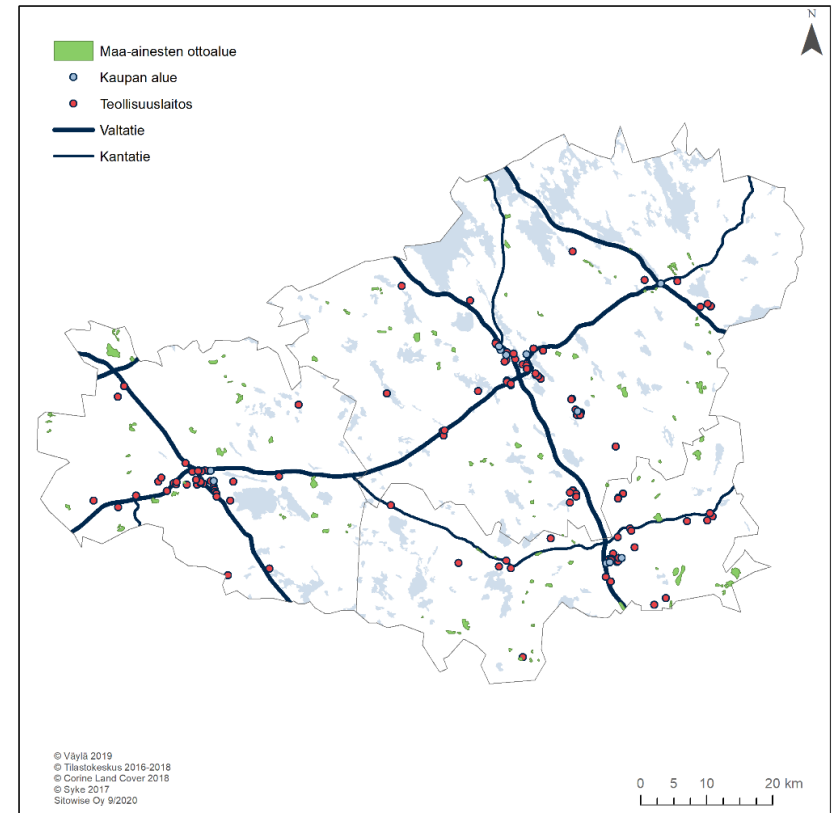 N
Maa-ainesten ottoalue
Kaupan alue
Teollisuuslaitos
Valtatie
Kantatie
© Väylä 2019
© Tilastokeskus 2016-2018
© Corine Land Cover 2018
© Syke 2017
Sitowise Oy 9/2020
0 5 10 20 km